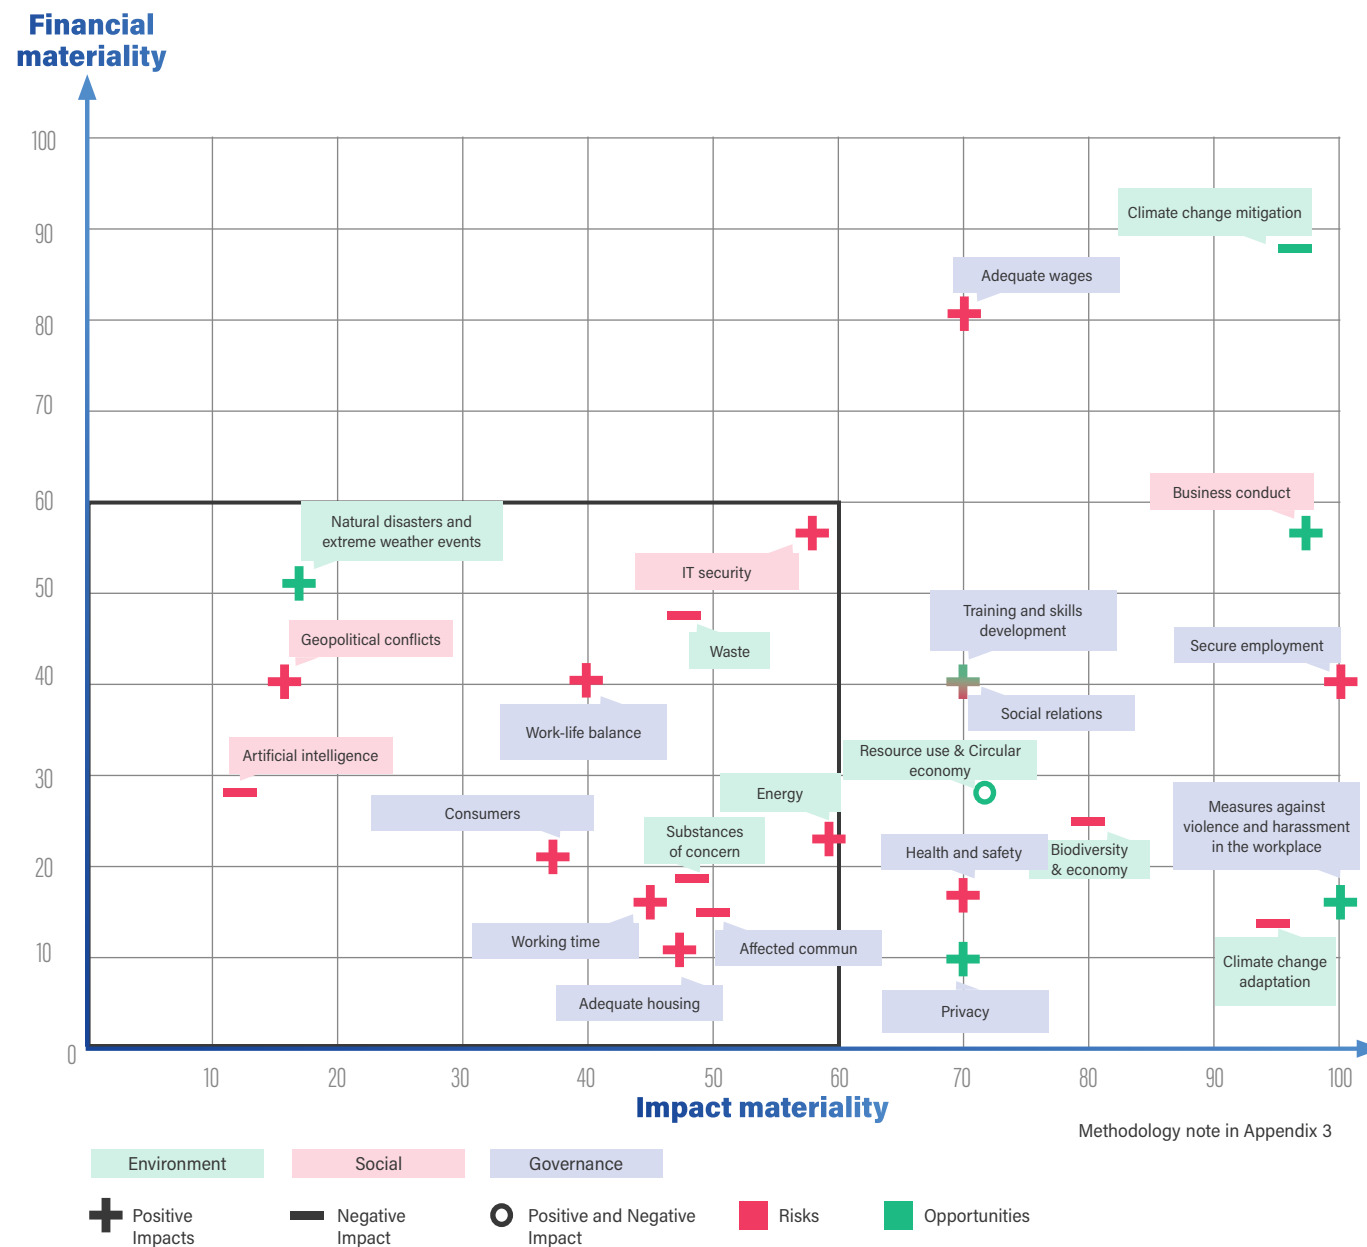 Financial
materiality
100
90
80
70
60
50
40
30
20
10
0
Climate change mitigation
Adequate wages
Business conduct
Natural disasters and
extreme weather events
IT security
Training and skills
development
Geopolitical conflicts
Waste
Secure employment
Social relations
Work-life balance
Artificial intelligence
Resource use & Circular
economy
Energy
Consumers
Substances
of concern
Measures against
violence and harassment
in the workplace
Health and safety
Biodiversity
& economy
Working time
Affected commun
Climate change
adaptation
Adequate housing
Privacy
10
20
30
40
50
60
70
80
90
100
Impact materiality
Methodology note in Appendix 3
Environment
Social
Governance
Positive
Impacts
Negative
Impact
Positive and Negative
Impact
Risks
Opportunities